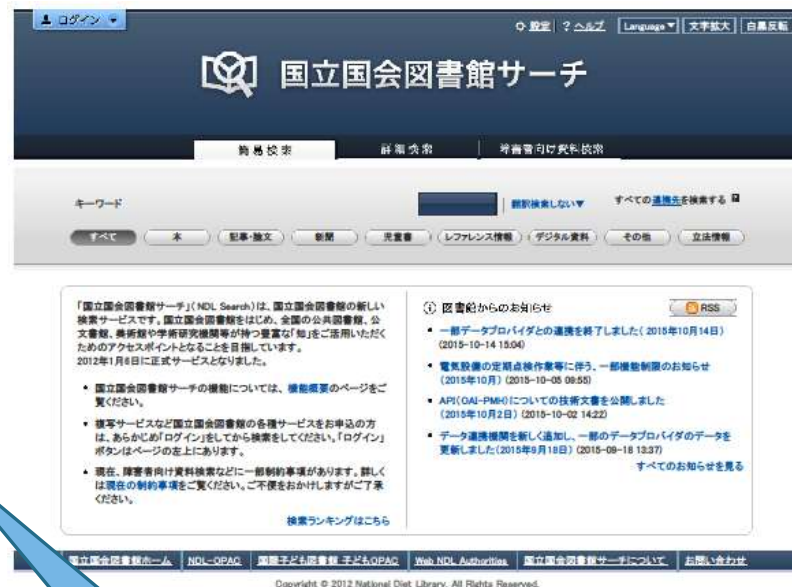 ログイン
設定 ? ヘルプ Language▼ 文字拡大 白黒反転
国立国会図書館サーチ
簡易検索 詳細検索 障害者向け資料検索
キーワード 翻訳検索しない▼ すべての連携先を検索する
すべて 本 記事・論文 新聞 児童書 レファレンス情報 デジタル資料 その他 立法情報
「国立国会図書館サーチ」(NDL Search)は、国立国会図書館の新しい
検索サービスです。国立国会図書館をはじめ、全国の公共図書館、公
文書館、美術館や学術研究機関等が持つ豊富な「知」をご活用いただく
ためのアクセスポイントとなることを目指しています。
2012年1月6日に正式サービスとなりました。
• 国立国会図書館サーチの機能については、機能概要のページをご
覧ください。
• 複写サービスなど国立国会図書館の各種サービスをお申込の方
は、あらかじめ「ログイン」をしてから検索をしてください。「ログイン」
ボタンはページの左上にあります。
• 現在、障害者向け資料検索などに一部制約事項があります。詳しく
は現在の制約事項をご覧ください。ご不便をおかけしますがご了承
ください。
検索ランキングはこちら
図書館からのお知らせ RSS
• 一部データプロバイダとの連携を終了しました(2015年10月14日)
(2015-10-14 15:04)
• 電気設備の定期点検作業等に伴う、一部機能制限のお知らせ
(2015年10月) (2015-10-05 09:55)
• API(OAI-PMH)についての技術文書を公開しました
(2015年10月2日) (2015-10-02 14:22)
• データ連携機関を新しく追加し、一部のデータプロバイダのデータを
更新しました(2015年9月18日) (2015-09-18 13:37)
すべてのお知らせを見る
国立国会図書館ホーム NDL-OPAC 国際子ども図書館 子どもOPAC Web NDL Authorities 国立国会図書館サーチについて お問い合わせ
Copyright © 2012 National Diet Library. All Rights Reserved.